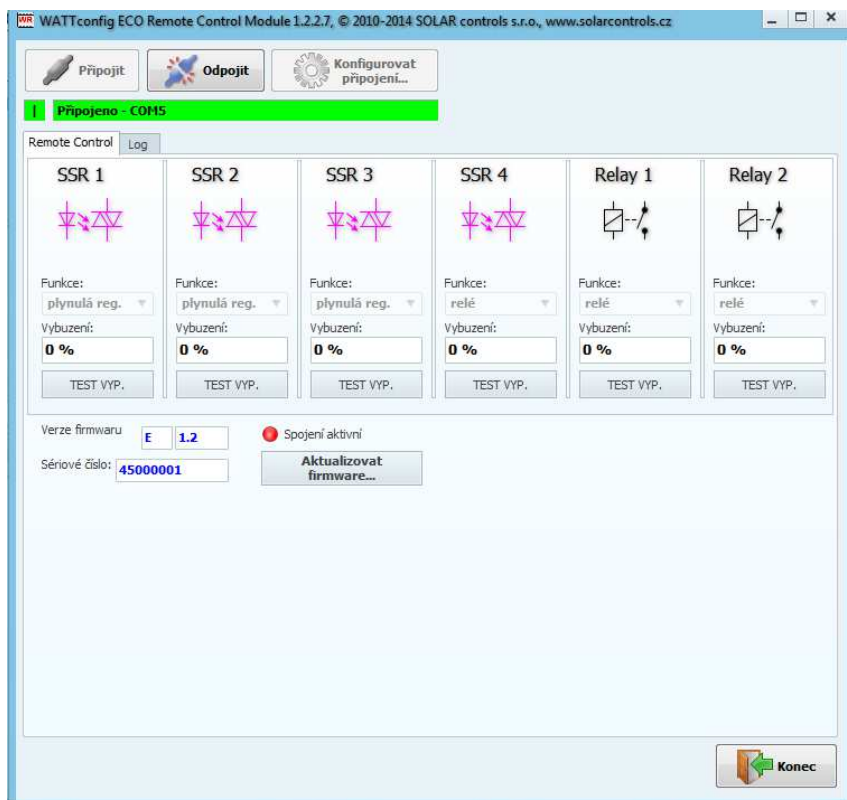 WR WATTconfig ECO Remote Control Module 1.2.2.7, © 2010-2014 SOLAR controls s.r.o., www.solarcontrols.cz
Připojit
Odpojit
Konfigurovat
připojení...
Připojeno - COM5
Remote Control Log
SSR 1 SSR 2 SSR 3 SSR 4 Relay 1 Relay 2
Funkce: Funkce: Funkce: Funkce: Funkce: Funkce:
plynulá reg. plynulá reg. plynulá reg. relé relé relé
Vybuzení: Vybuzení: Vybuzení: Vybuzení: Vybuzení: Vybuzení:
0 % 0 % 0 % 0 % 0 % 0 %
TEST VYP. TEST VYP. TEST VYP. TEST VYP. TEST VYP. TEST VYP.
Verze firmwaru E 1.2 Spojení aktivní
Sériové číslo: 45000001
Aktualizovat
firmware...
Konec